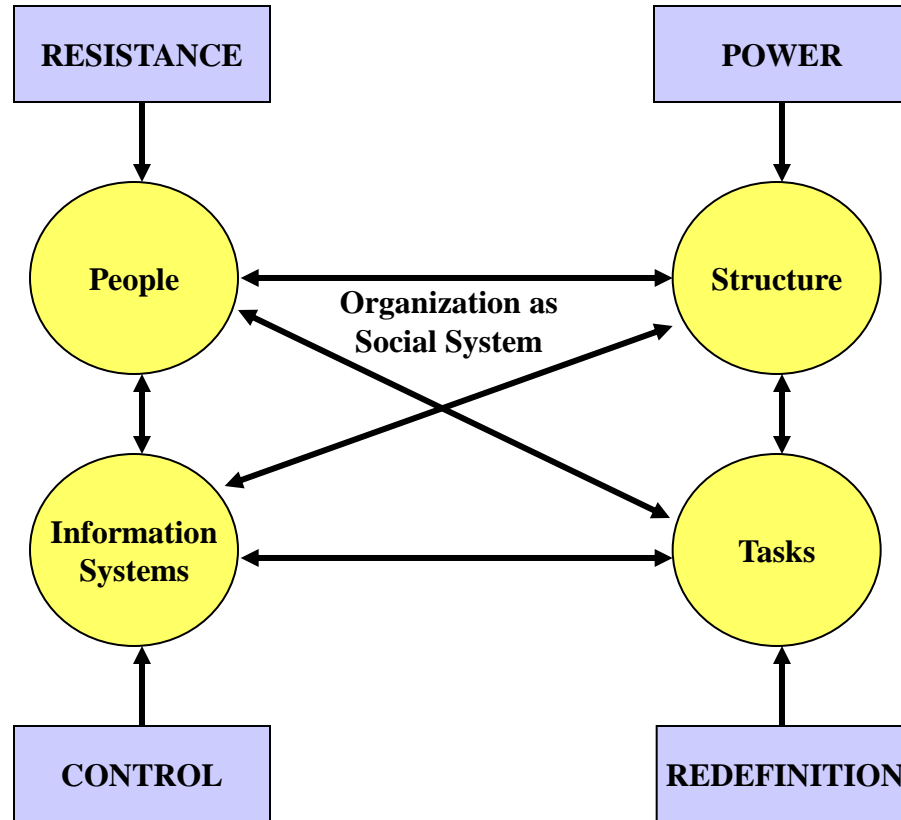 RESISTANCE
POWER
People
Structure
Organization as
Social System
Information
Systems
Tasks
CONTROL
REDEFINITION